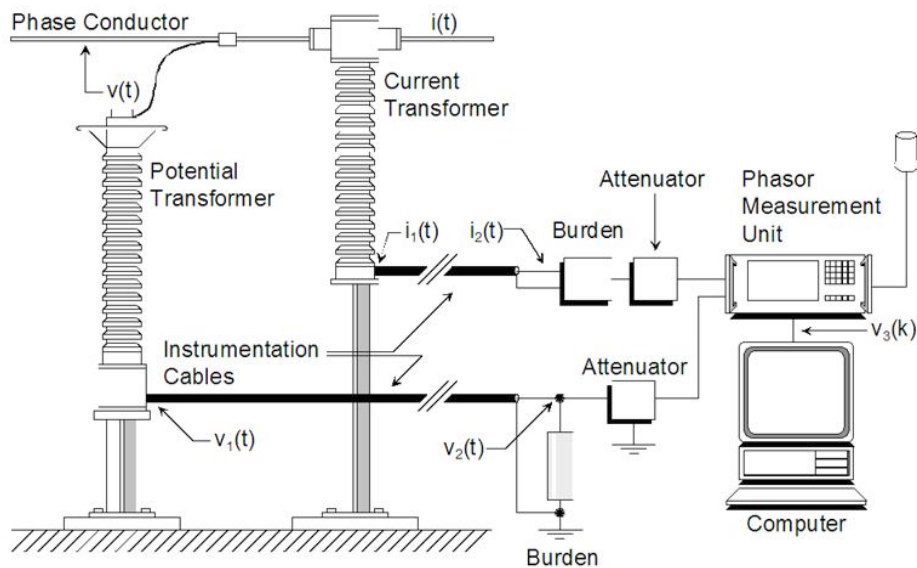 Phase Conductor
i(t)
v(t)
Current
Transformer
Potential
Transformer
i₁(t)
i₂(t)
Burden
Attenuator
Phasor
Measurement
Unit
v₃(k)
Instrumentation
Cables
Attenuator
v₁(t)
v₂(t)
Burden
Computer